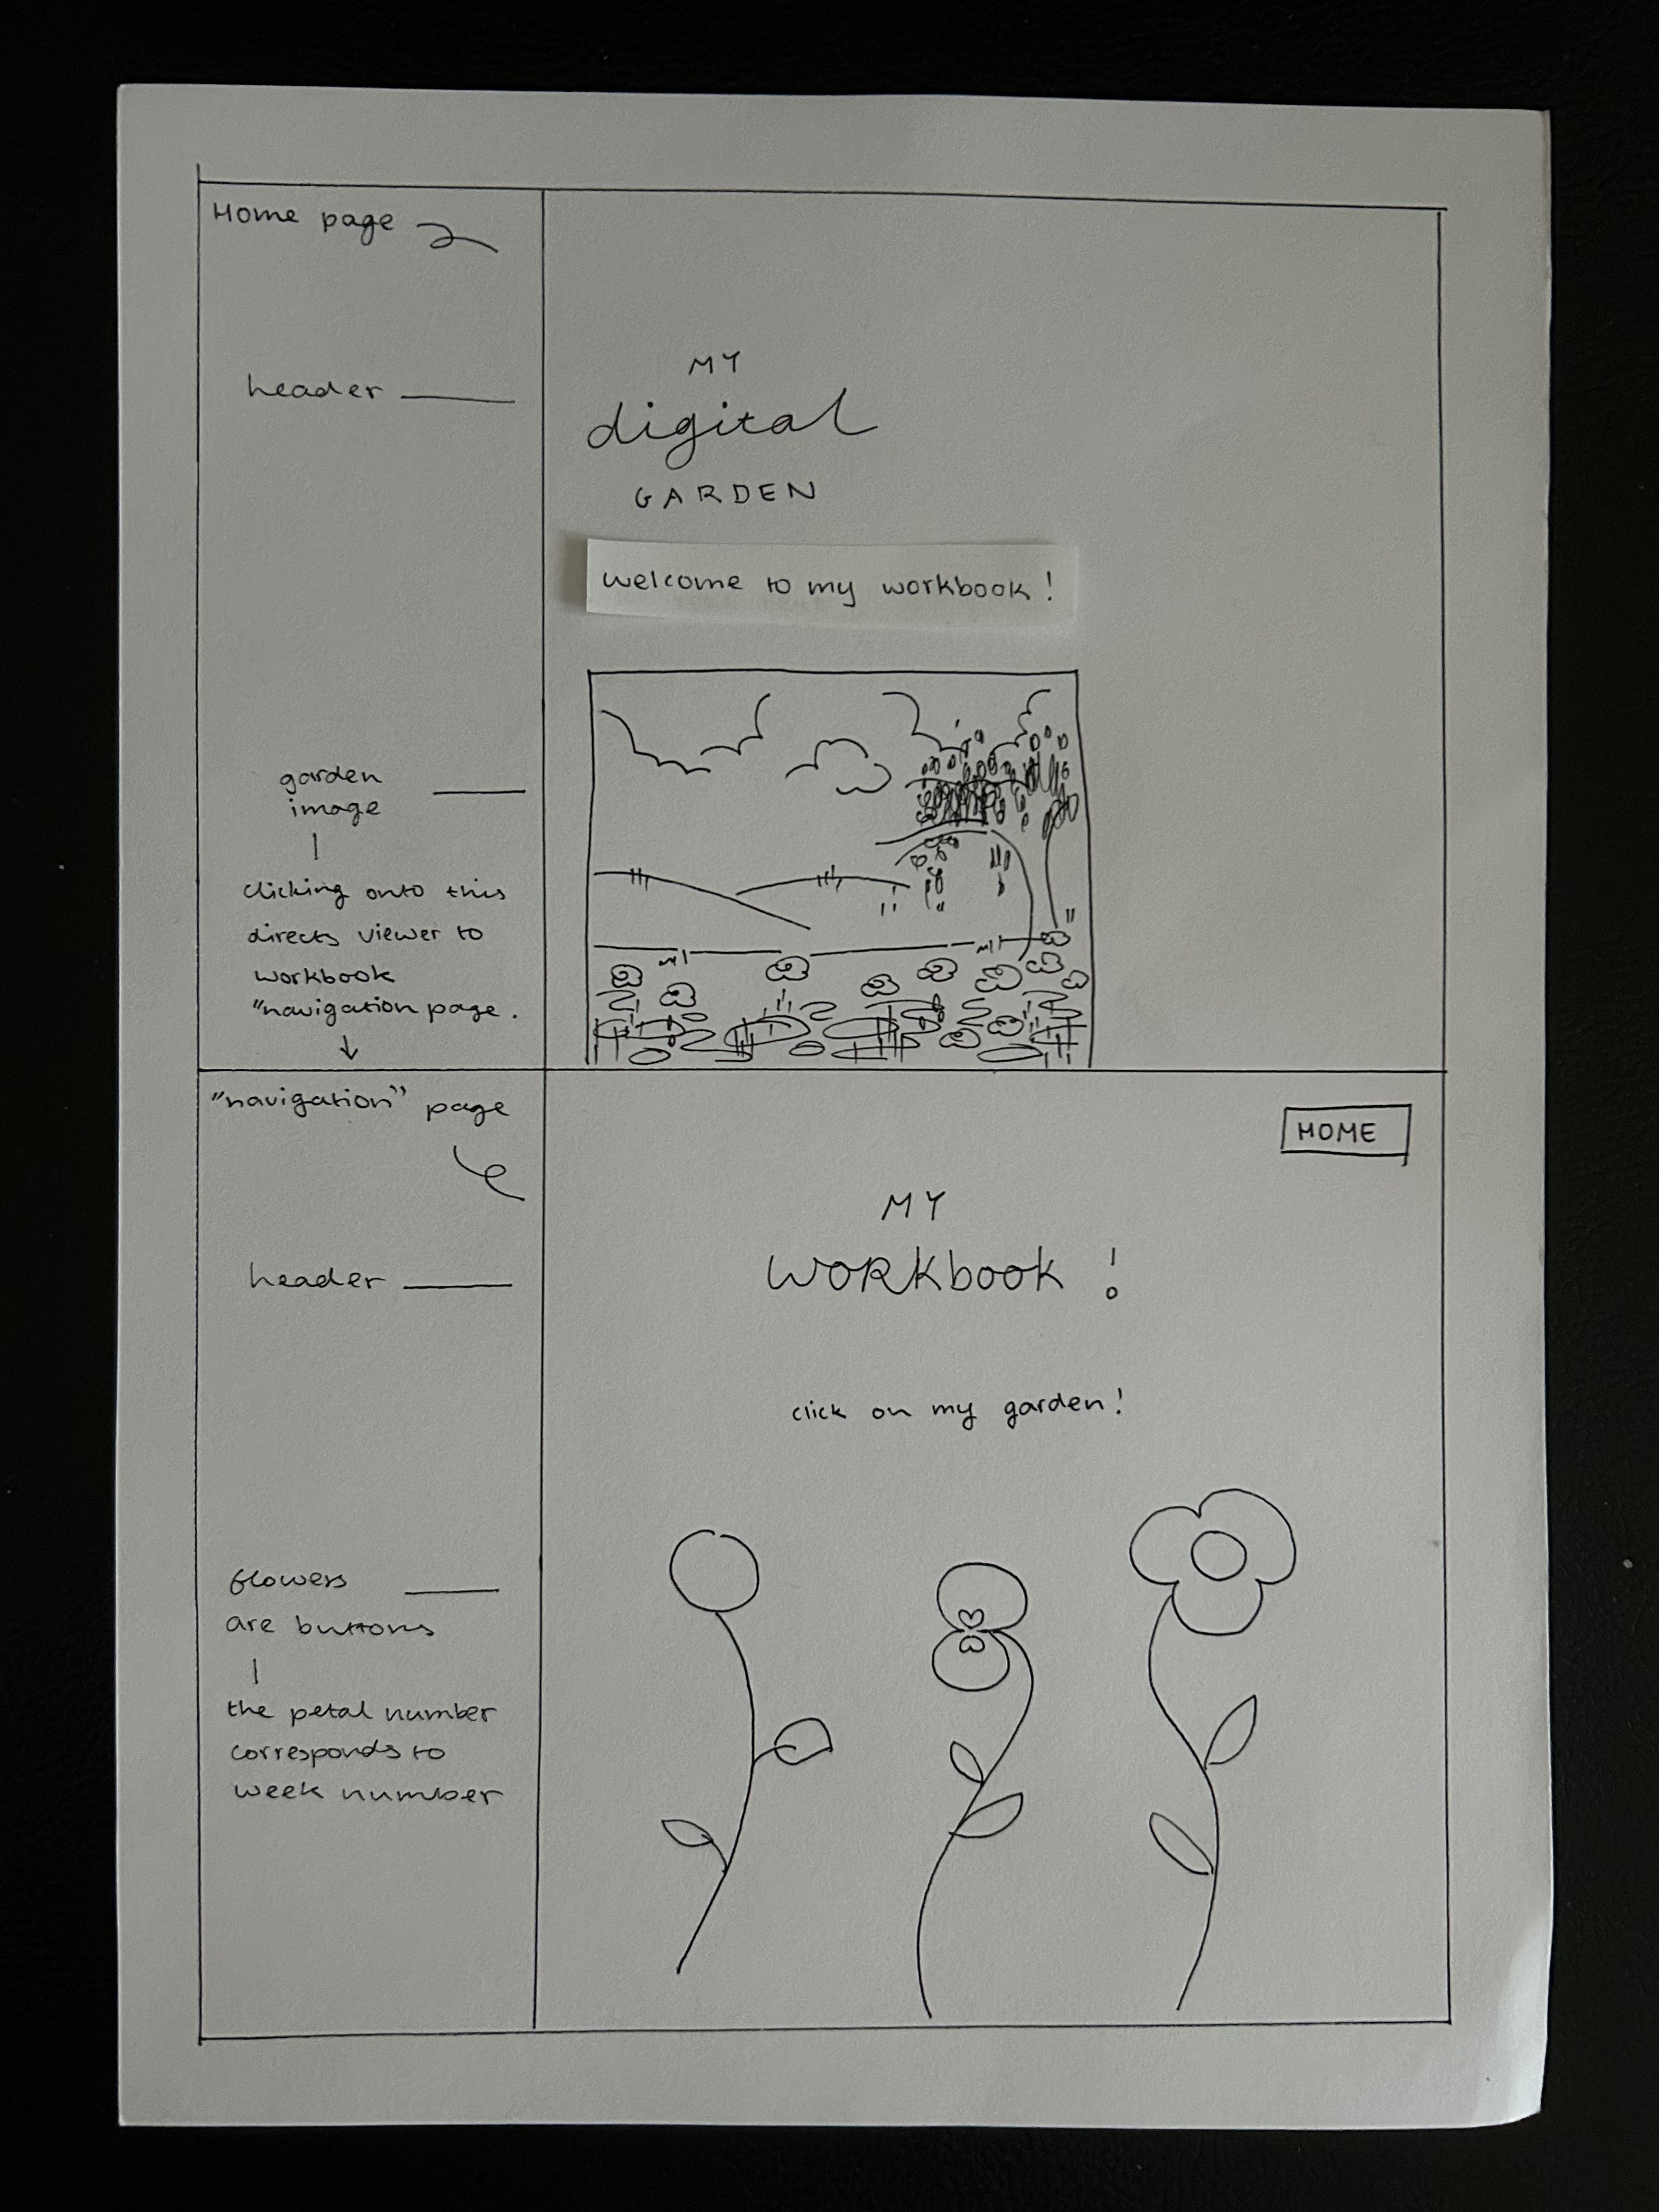 Home page
header
MY
digital
GARDEN
welcome to my workbook!
garden
image
clicking onto this
directs viewer to
workbook
"navigation page.
"navigation" page
HOME
header
MY
WORKbook !
click on my garden!
flowers
are buttons
the petal number
corresponds to
week number